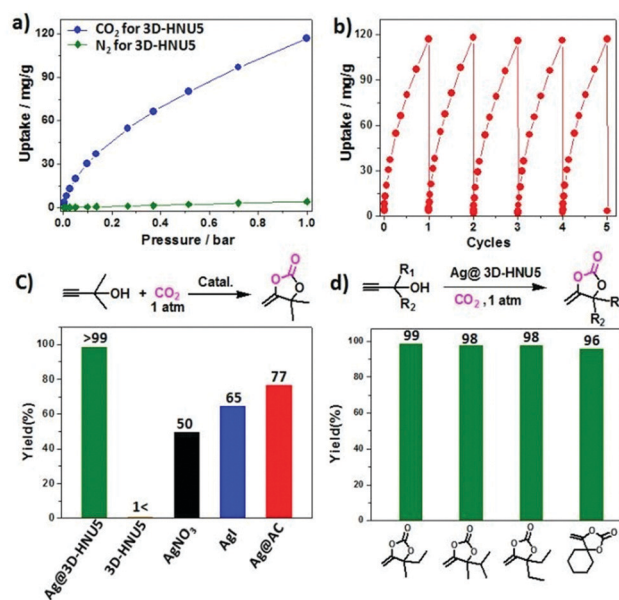 a)
CO2 for 3D-HNU5
N2 for 3D-HNU5
Uptake / mg/g
120
90
60
30
0
0.0 0.2 0.4 0.6 0.8 1.0
Pressure / bar
b)
Uptake / mg/g
120
90
60
30
0
0 1 2 3 4 5
Cycles
C)
OH + CO2
1 atm
Catal.
O
O O
Yield(%)
100
80
60
40
20
0
>99
1<
50
65
77
Ag@3D-HNU5
3D-HNU5
AgNO3
AgI
Ag@AC
d)
R1
OH
R2
Ag@ 3D-HNU5
CO2 ,1 atm
O
O O
R
R2
Yield(%)
100
80
60
40
20
0
99
98
98
96
O
O O
O
O O
O
O O
O
O
O